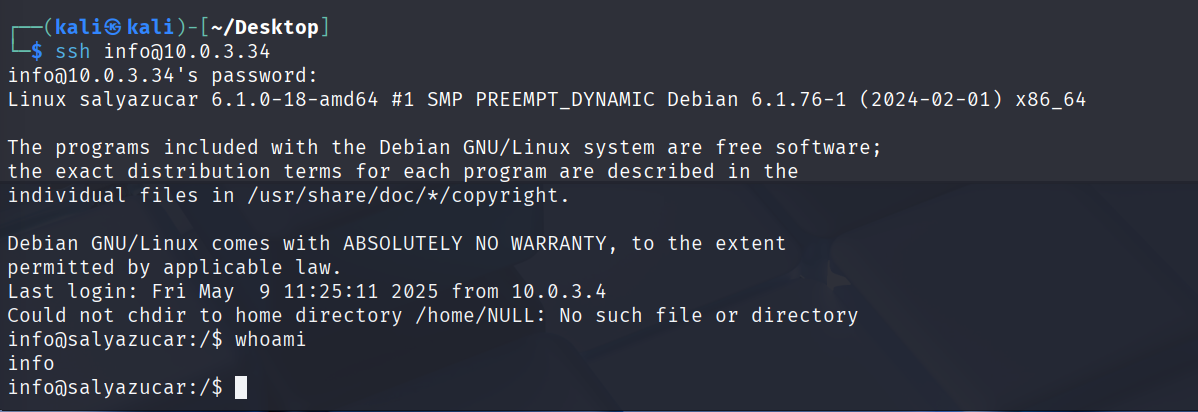 ┌──(kali㉿kali)-[~/Desktop]
└─$ ssh info@10.0.3.34
info@10.0.3.34's password:
Linux salyazucar 6.1.0-18-amd64 #1 SMP PREEMPT_DYNAMIC Debian 6.1.76-1 (2024-02-01) x86_64
The programs included with the Debian GNU/Linux system are free software;
the exact distribution terms for each program are described in the
individual files in /usr/share/doc/*/copyright.
Debian GNU/Linux comes with ABSOLUTELY NO WARRANTY, to the extent
permitted by applicable law.
Last login: Fri May  9 11:25:11 2025 from 10.0.3.4
Could not chdir to home directory /home/NULL: No such file or directory
info@salyazucar:/$ whoami
info
info@salyazucar:/$